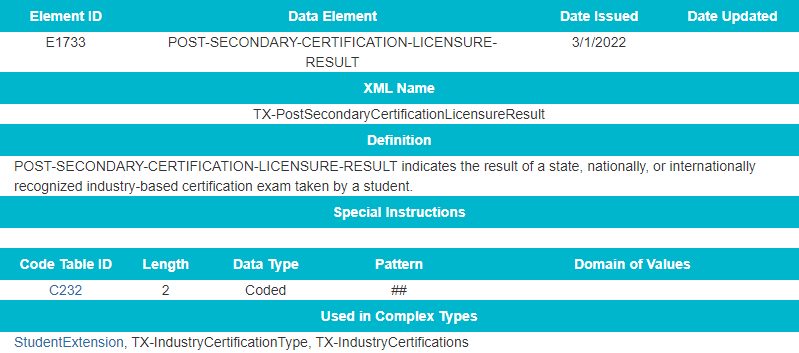 Element ID Data Element Date Issued Date Updated
E1733 POST-SECONDARY-CERTIFICATION-LICENSURE- 3/1/2022
RESULT
XML Name
TX-PostSecondaryCertificationLicensureResult
Definition
POST-SECONDARY-CERTIFICATION-LICENSURE-RESULT indicates the result of a state, nationally, or internationally
recognized industry-based certification exam taken by a student.
Special Instructions
Code Table ID Length Data Type Pattern Domain of Values
C232 2 Coded ##
Used in Complex Types
StudentExtension, TX-IndustryCertificationType, TX-IndustryCertifications